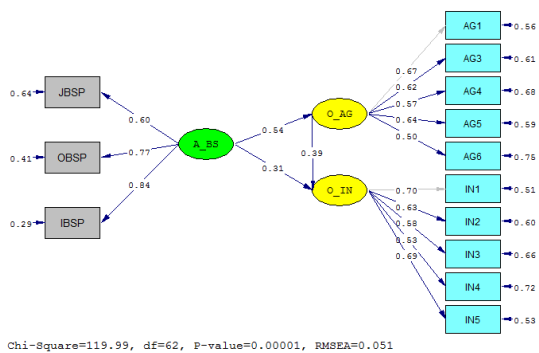 AG1 0.56
0.67
AG3 0.61
0.62
0.64 JBSP AG4 0.68
0.57
0.60 O_AG
0.64 AG5 0.59
0.54
0.50
0.41 OBSP 0.77 A_BS 0.39 AG6 0.75
0.31
0.84 O_IN 0.70 IN1 0.51
0.63
0.29 IBSP IN2 0.60
0.58
0.53 IN3 0.66
0.69
IN4 0.72
IN5 0.53
Chi-Square=119.99, df=62, P-value=0.00001, RMSEA=0.051